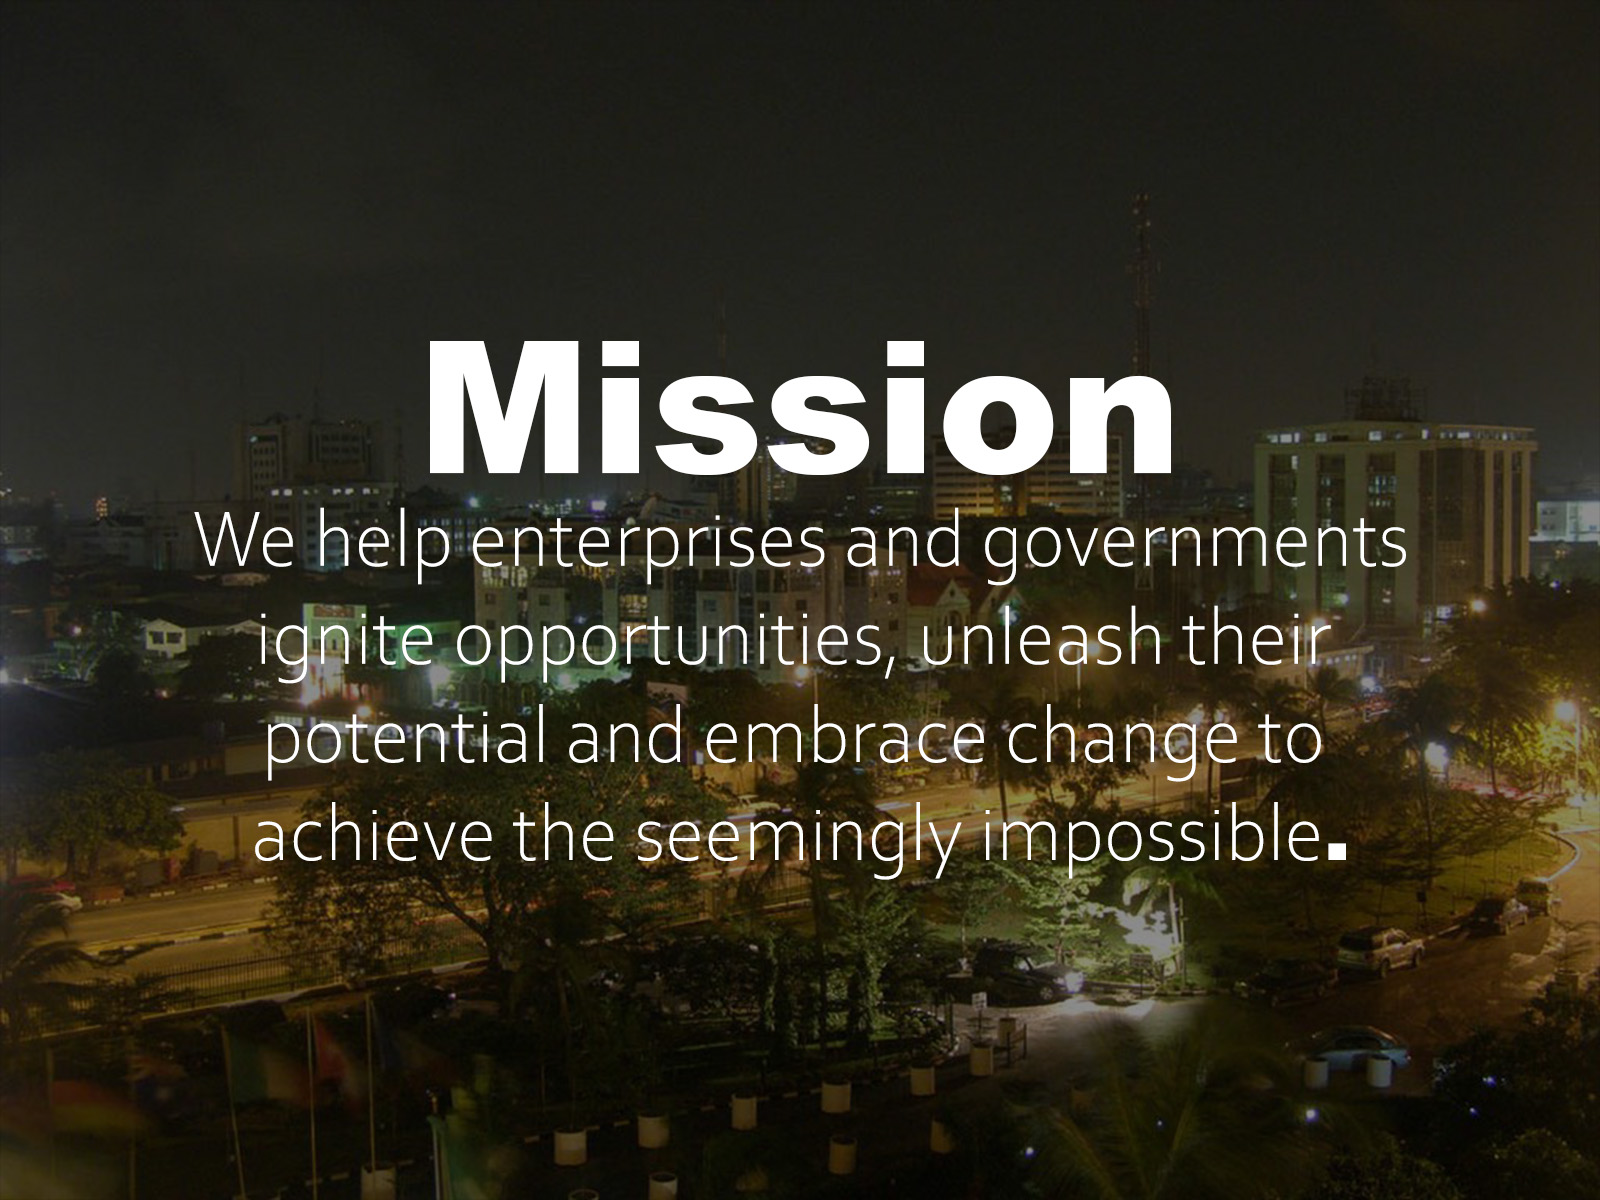 Mission
We help enterprises and governments
ignite opportunities, unleash their
potential and embrace change to
achieve the seemingly impossible.